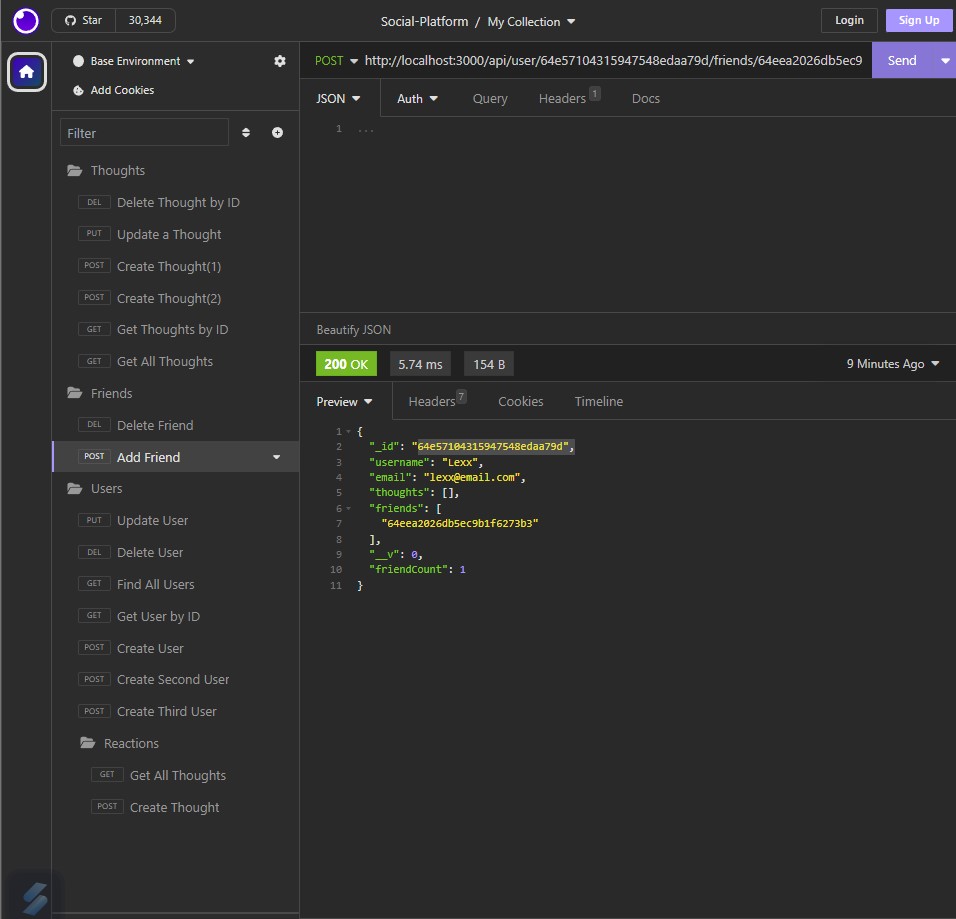 Star 30,344
Social-Platform / My Collection
Login
Sign Up
Base Environment
Add Cookies
Filter
Thoughts
DEL Delete Thought by ID
PUT Update a Thought
POST Create Thought(1)
POST Create Thought(2)
GET Get Thoughts by ID
GET Get All Thoughts
Friends
DEL Delete Friend
POST Add Friend
Users
PUT Update User
DEL Delete User
GET Find All Users
GET Get User by ID
POST Create User
POST Create Second User
POST Create Third User
Reactions
GET Get All Thoughts
POST Create Thought
POST http://localhost:3000/api/user/64e57104315947548edaa79d/friends/64eea2026db5ec9 Send
JSON Auth Query Headers 1 Docs
1 ...
Beautify JSON
200 OK 5.74 ms 154 B 9 Minutes Ago
Preview Headers 7 Cookies Timeline
1 {
2 "_id": "64e57104315947548edaa79d",
3 "username": "Lexx",
4 "email": "lexx@email.com",
5 "thoughts": [],
6 "friends": [
7 "64eea2026db5ec9b1f6273b3"
8 ],
9 "__v": 0,
10 "friendCount": 1
11 }